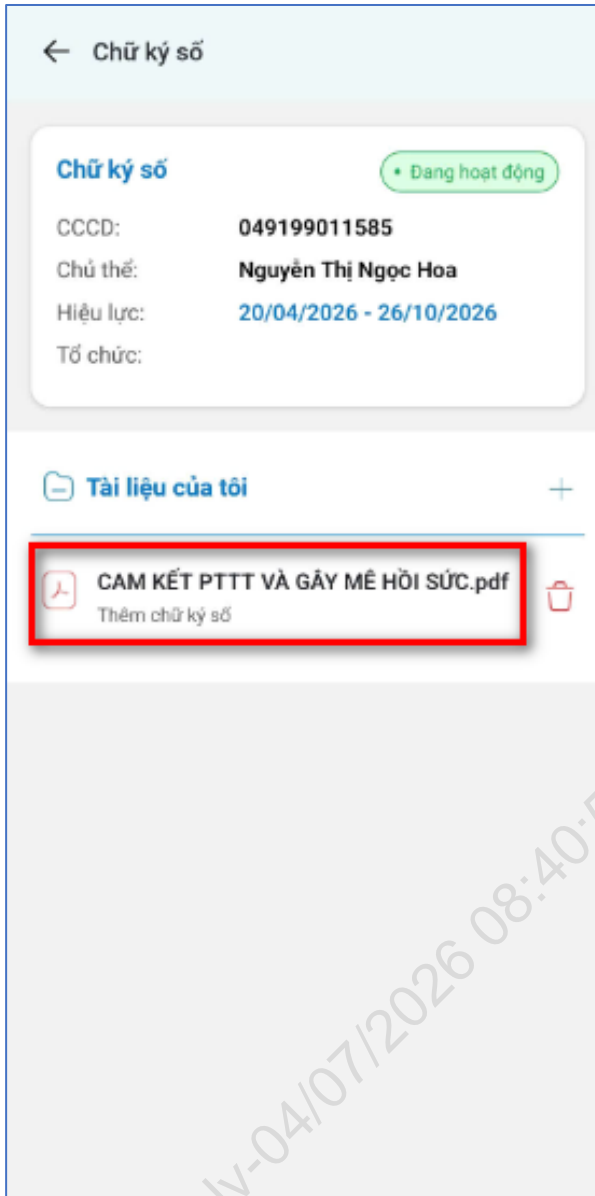 Chữ ký số
Chữ ký số
• Đang hoạt động
CCCD: 049199011585
Chủ thể: Nguyễn Thị Ngọc Hoa
Hiệu lực: 20/04/2026 - 26/10/2026
Tổ chức:
Tài liệu của tôi
CAM KẾT PTTT VÀ GÂY MÊ HỒI SỨC.pdf
Thêm chữ ký số
04/07/2026 08:40: